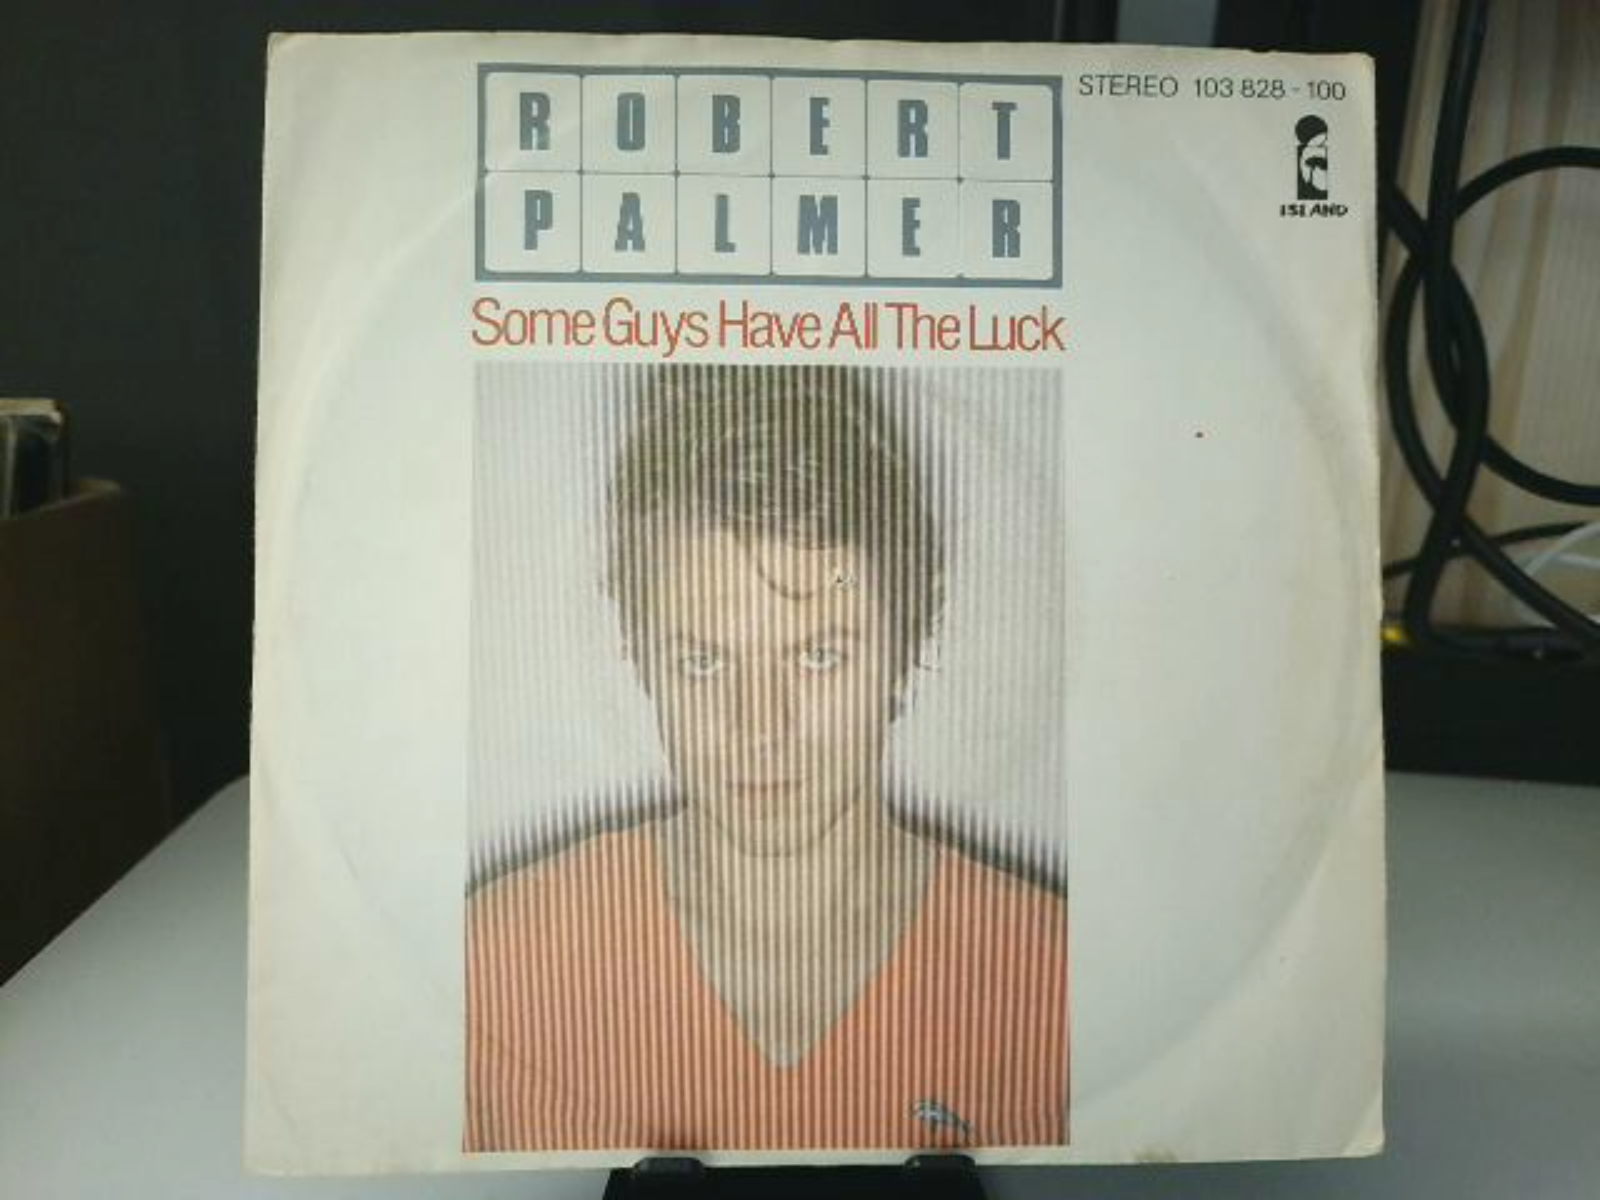 ROBERT
PALMER
STEREO 103 828-100
ISLAND
Some Guys Have All The Luck